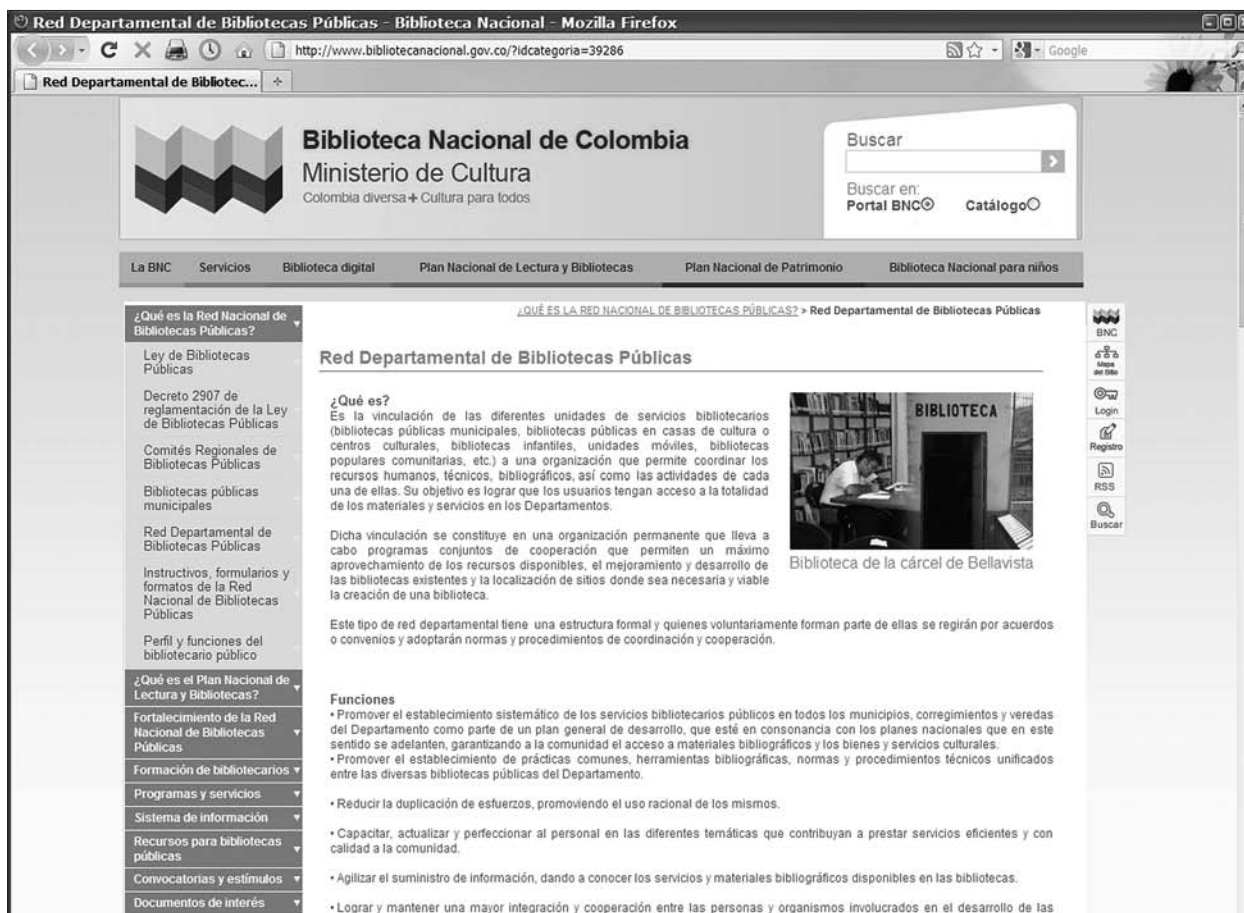 Red Departamental de Bibliotecas Públicas - Biblioteca Nacional - Mozilla Firefox
http://www.bibliotecanacional.gov.co/?idcategoria=39286
Google
Red Departamental de Bibliotec...
Biblioteca Nacional de Colombia
Ministerio de Cultura
Colombia diversa + Cultura para todos
Buscar
Buscar en:
Portal BNC
Catálogo
La BNC
Servicios
Biblioteca digital
Plan Nacional de Lectura y Bibliotecas
Plan Nacional de Patrimonio
Biblioteca Nacional para niños
¿Qué es la Red Nacional de
Bibliotecas Públicas?
Ley de Bibliotecas
Públicas
Decreto 2907 de
reglamentación de la Ley
de Bibliotecas Públicas
Comités Regionales de
Bibliotecas Públicas
Bibliotecas públicas
municipales
Red Departamental de
Bibliotecas Públicas
Instructivos, formularios y
formatos de la Red
Nacional de Bibliotecas
Públicas
Perfil y funciones del
bibliotecario público
¿Qué es el Plan Nacional de
Lectura y Bibliotecas?
Fortalecimiento de la Red
Nacional de Bibliotecas
Públicas
Formación de bibliotecarios
Programas y servicios
Sistema de información
Recursos para bibliotecas
públicas
Convocatorias y estímulos
Documentos de interés
¿QUÉ ES LA RED NACIONAL DE BIBLIOTECAS PÚBLICAS? > Red Departamental de Bibliotecas Públicas
Red Departamental de Bibliotecas Públicas
¿Qué es?
Es la vinculación de las diferentes unidades de servicios bibliotecarios
(bibliotecas públicas municipales, bibliotecas públicas en casas de cultura o
centros culturales, bibliotecas infantiles, unidades móviles, bibliotecas
populares comunitarias, etc.) a una organización que permite coordinar los
recursos humanos, técnicos, bibliográficos, así como las actividades de cada
una de ellas. Su objetivo es lograr que los usuarios tengan acceso a la totalidad
de los materiales y servicios en los Departamentos.
Dicha vinculación se constituye en una organización permanente que lleva a
cabo programas conjuntos de cooperación que permiten un máximo
aprovechamiento de los recursos disponibles, el mejoramiento y desarrollo de
las bibliotecas existentes y la localización de sitios donde sea necesaria y viable
la creación de una biblioteca.
BIBLIOTECA
Biblioteca de la cárcel de Bellavista
Este tipo de red departamental tiene una estructura formal y quienes voluntariamente forman parte de ellas se regirán por acuerdos
o convenios y adoptarán normas y procedimientos de coordinación y cooperación.
Funciones
• Promover el establecimiento sistemático de los servicios bibliotecarios públicos en todos los municipios, corregimientos y veredas
del Departamento como parte de un plan general de desarrollo, que esté en consonancia con los planes nacionales que en este
sentido se adelanten, garantizando a la comunidad el acceso a materiales bibliográficos y los bienes y servicios culturales.
• Promover el establecimiento de prácticas comunes, herramientas bibliográficas, normas y procedimientos técnicos unificados
entre las diversas bibliotecas públicas del Departamento.
• Reducir la duplicación de esfuerzos, promoviendo el uso racional de los mismos.
• Capacitar, actualizar y perfeccionar al personal en las diferentes temáticas que contribuyan a prestar servicios eficientes y con
calidad a la comunidad.
• Agilizar el suministro de información, dando a conocer los servicios y materiales bibliográficos disponibles en las bibliotecas.
• Lograr y mantener una mayor integración y cooperación entre las personas y organismos involucrados en el desarrollo de las
BNC
Mapa
del Sitio
Login
Registro
RSS
Buscar